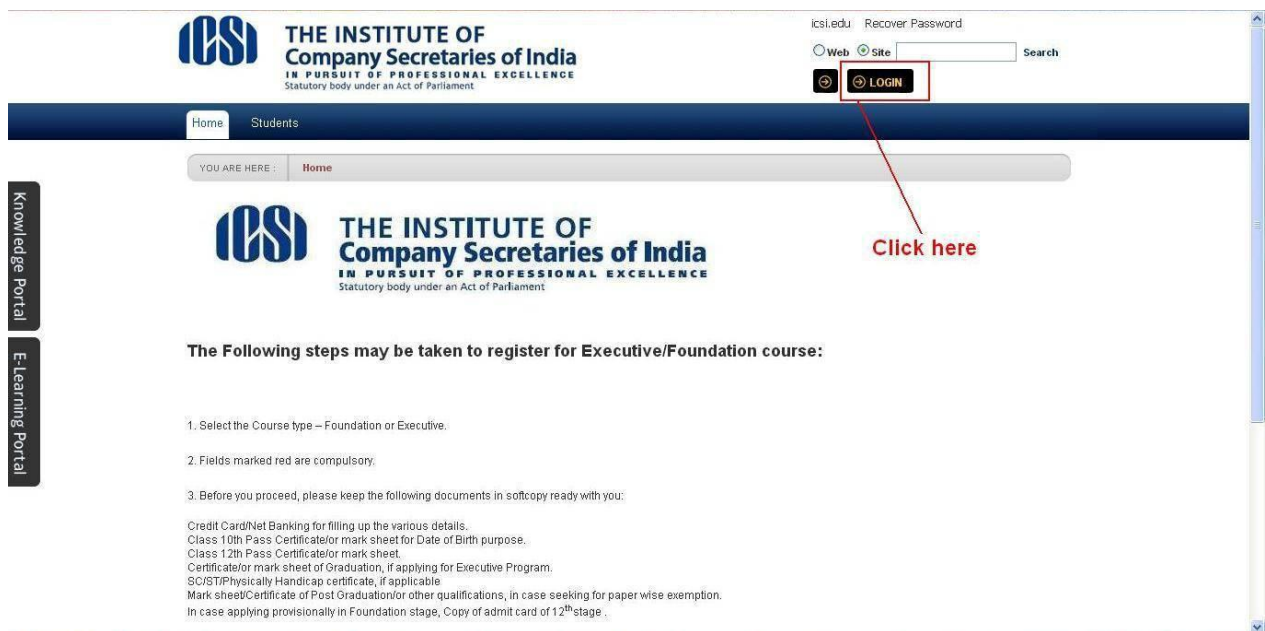 icsi.edu Recover Password
ICSI
THE INSTITUTE OF
Company Secretaries of India
IN PURSUIT OF PROFESSIONAL EXCELLENCE
Statutory body under an Act of Parliament
Web Site Search
LOGIN
Home Students
YOU ARE HERE : Home
Knowledge Portal
E-Learning Portal
ICSI
THE INSTITUTE OF
Company Secretaries of India
IN PURSUIT OF PROFESSIONAL EXCELLENCE
Statutory body under an Act of Parliament
Click here
The Following steps may be taken to register for Executive/Foundation course:
1. Select the Course type – Foundation or Executive.
2. Fields marked red are compulsory.
3. Before you proceed, please keep the following documents in softcopy ready with you:
Credit Card/Net Banking for filling up the various details.
Class 10th Pass Certificate/or mark sheet for Date of Birth purpose.
Class 12th Pass Certificate/or mark sheet.
Certificate/or mark sheet of Graduation, if applying for Executive Program.
SC/ST/Physically Handicap certificate, if applicable
Mark sheet/Certificate of Post Graduation/or other qualifications, in case seeking for paper wise exemption.
In case applying provisionally in Foundation stage, Copy of admit card of 12th stage .